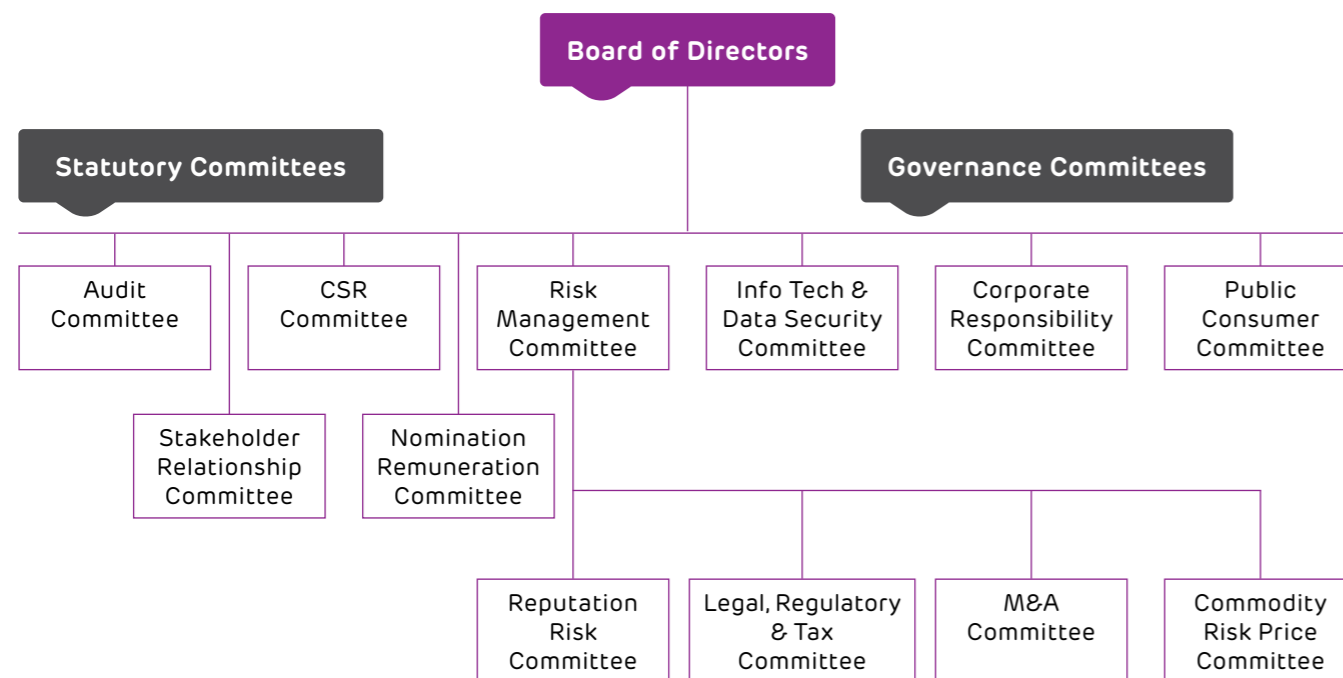 Board of Directors
Statutory Committees
Governance Committees
Audit
Committee
CSR
Committee
Risk
Management
Committee
Info Tech &
Data Security
Committee
Corporate
Responsibility
Committee
Public
Consumer
Committee
Stakeholder
Relationship
Committee
Nomination
Remuneration
Committee
Reputation
Risk
Committee
Legal, Regulatory
& Tax
Committee
M&A
Committee
Commodity
Risk Price
Committee